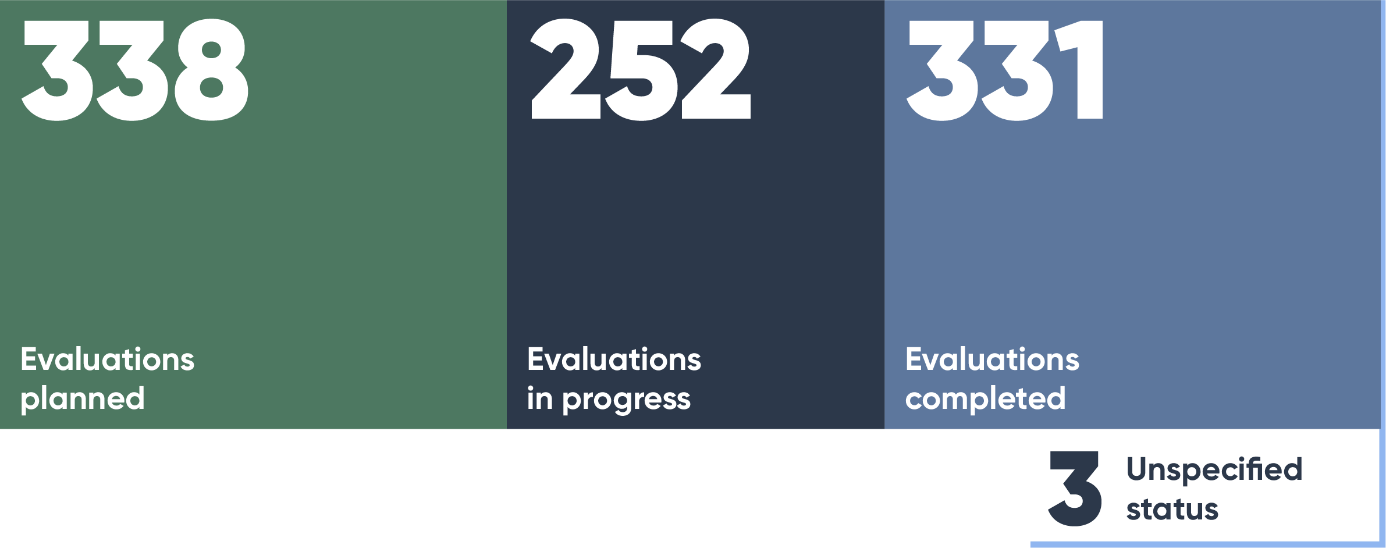 338
Evaluations
planned
252
Evaluations
in progress
331
Evaluations
completed
3
Unspecified
status